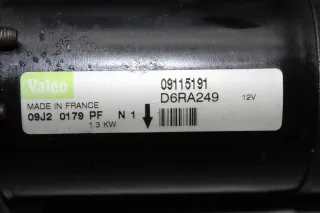 Valeo
09115191
D6RA249
12V
MADE IN FRANCE
09J2 0179 PF N 1
1.3 KW